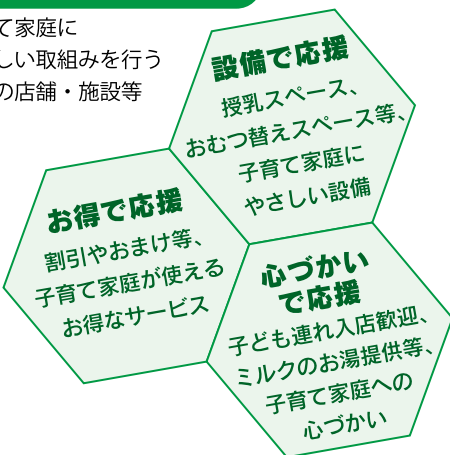 て家庭に
しい取組みを行う
の店舗・施設等
設備で応援
授乳スペース、
おむつ替えスペース等、
子育て家庭に
やさしい設備
お得で応援
割引やおまけ等、
子育て家庭が使える
お得なサービス
心づかい
で応援
子ども連れ入店歓迎、
ミルクのお湯提供等、
子育て家庭への
心づかい